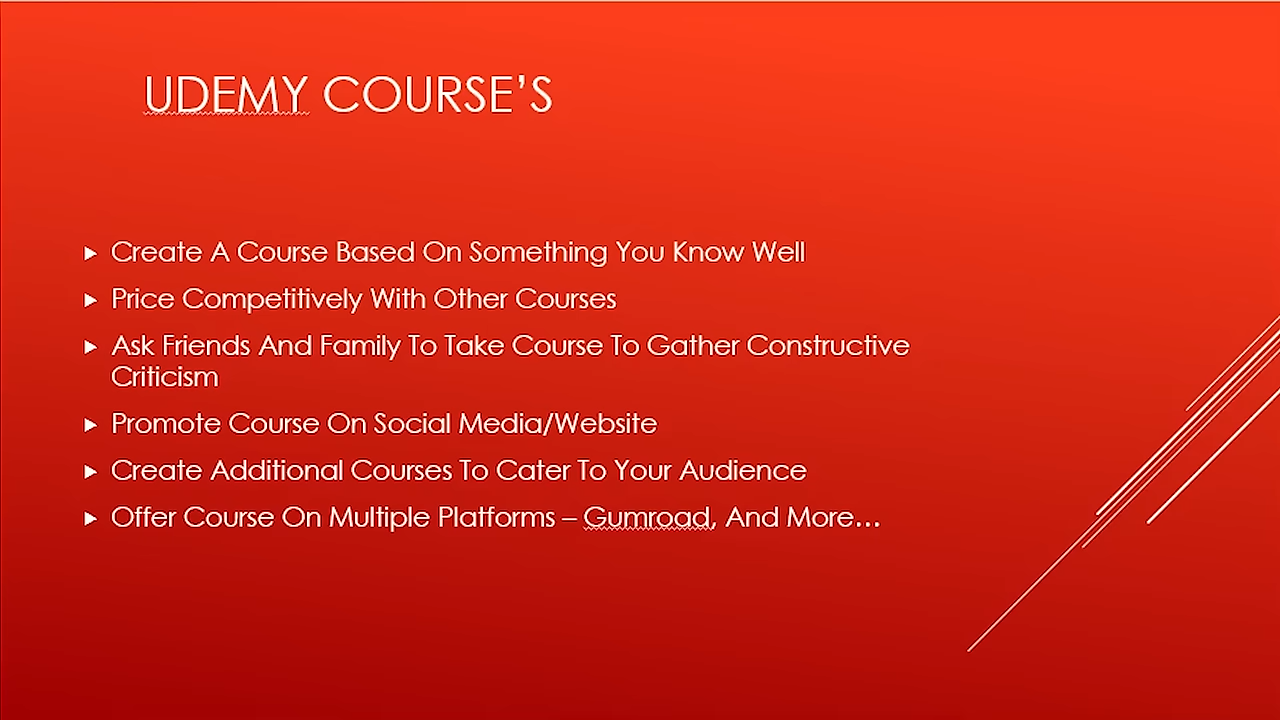 UDEMY COURSE’S
Create A Course Based On Something You Know Well
Price Competitively With Other Courses
Ask Friends And Family To Take Course To Gather Constructive
Criticism
Promote Course On Social Media/Website
Create Additional Courses To Cater To Your Audience
Offer Course On Multiple Platforms – Gumroad, And More…